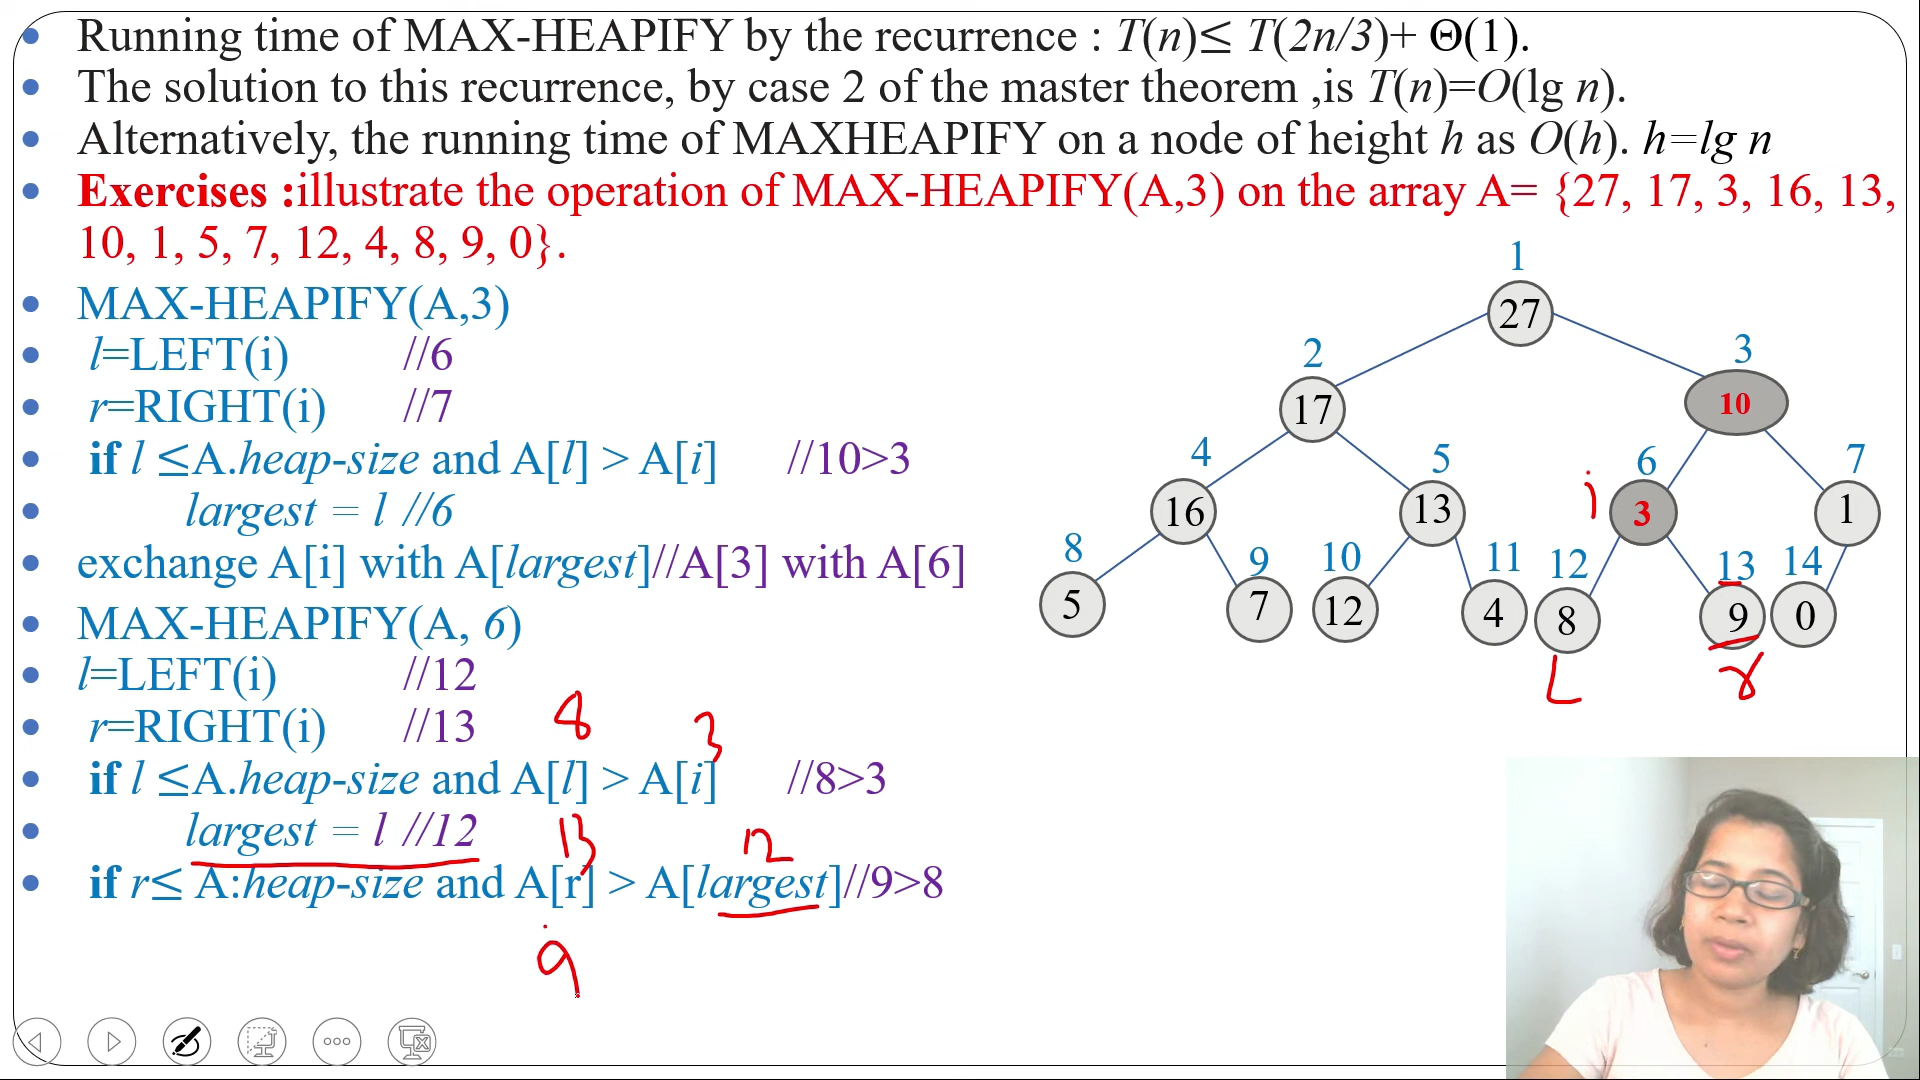 Running time of MAX-HEAPIFY by the recurrence : T(n)≤ T(2n/3)+ Θ(1).
The solution to this recurrence, by case 2 of the master theorem ,is T(n)=O(lg n).
Alternatively, the running time of MAXHEAPIFY on a node of height h as O(h). h=lg n
Exercises :illustrate the operation of MAX-HEAPIFY(A,3) on the array A= {27, 17, 3, 16, 13,
10, 1, 5, 7, 12, 4, 8, 9, 0}.
MAX-HEAPIFY(A,3)
l=LEFT(i) //6
r=RIGHT(i) //7
if l ≤A.heap-size and A[l] > A[i] //10>3
largest = l //6
exchange A[i] with A[largest]//A[3] with A[6]
MAX-HEAPIFY(A, 6)
l=LEFT(i) //12
r=RIGHT(i) //13
8 3
if l ≤A.heap-size and A[l] > A[i] //8>3
largest = l //12
13 12
if r≤ A:heap-size and A[r] > A[largest]//9>8
9
1
27
2 3
17 10
4 5 6 7
16 13 i 3 1
8 9 10 11 12 13 14
5 7 12 4 8 9 0
L r